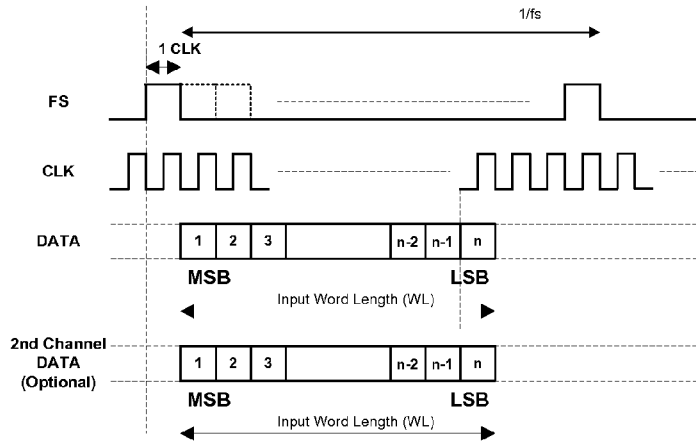 1/fs
1 CLK
FS
CLK
DATA
1 2 3 n-2 n-1 n
MSB LSB
Input Word Length (WL)
2nd Channel
DATA
(Optional)
1 2 3 n-2 n-1 n
MSB LSB
Input Word Length (WL)